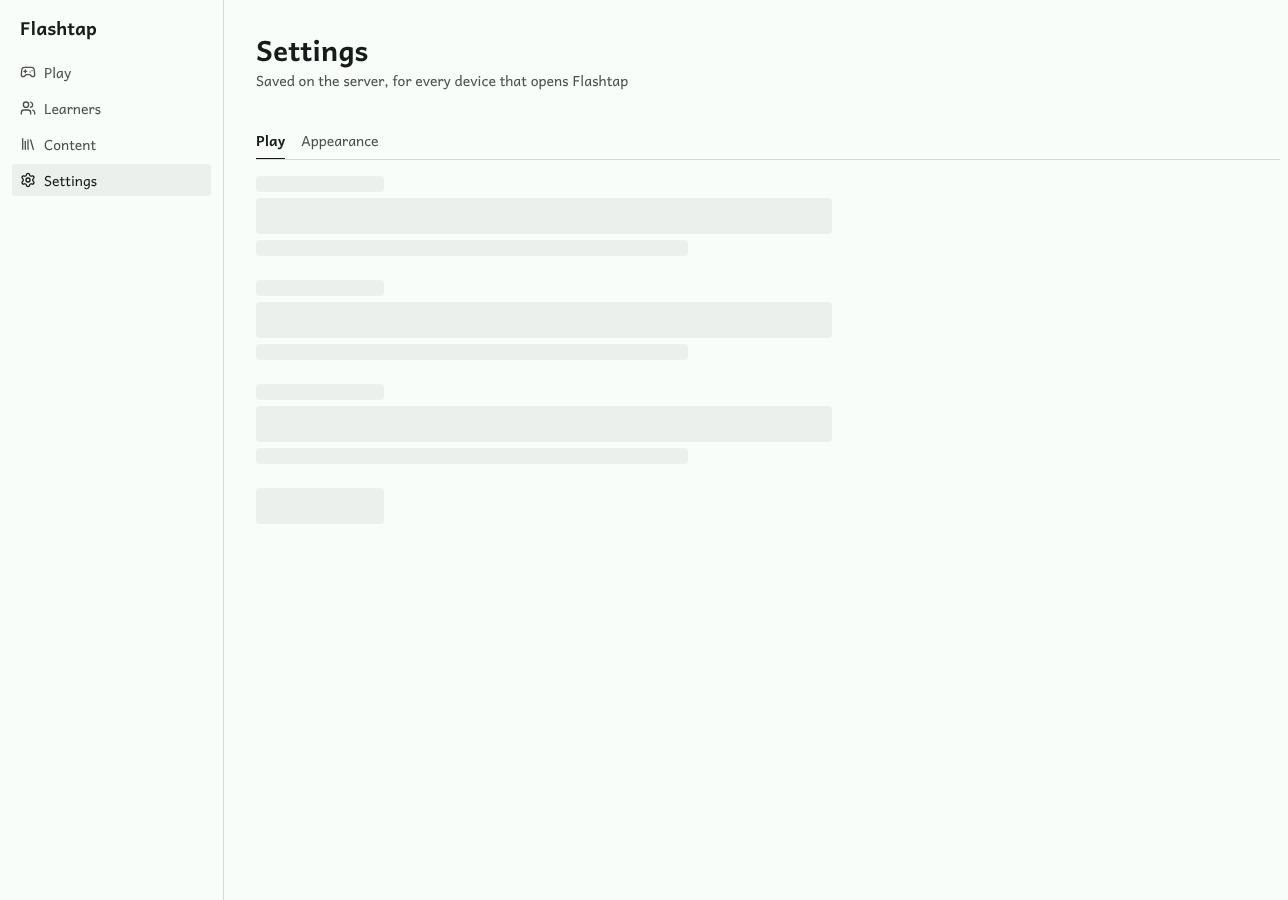 Flashtap
Play
Learners
Content
Settings
Settings
Saved on the server, for every device that opens Flashtap
Play
Appearance